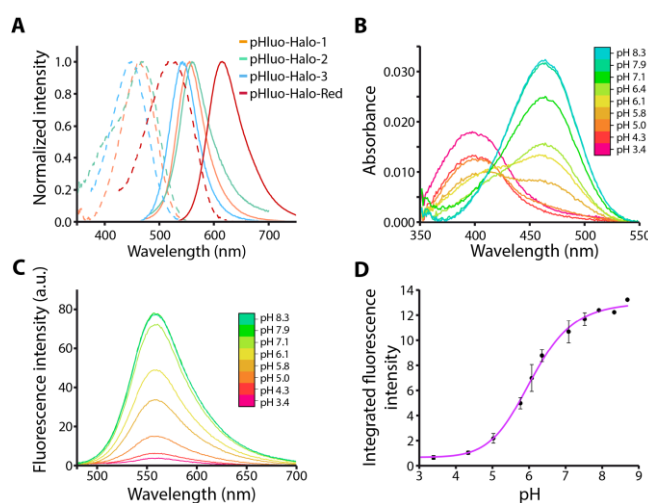 A
Normalized intensity
1.0
0.8
0.6
0.4
0.2
0.0
400
500
600
700
Wavelength (nm)
pHluo-Halo-1
pHluo-Halo-2
pHluo-Halo-3
pHluo-Halo-Red
B
Absorbance
0.030
0.020
0.010
0.000
350
400
450
500
550
Wavelength (nm)
pH 8.3
pH 7.9
pH 7.1
pH 6.4
pH 6.1
pH 5.8
pH 5.0
pH 4.3
pH 3.4
C
Fluorescence intensity (a.u.)
80
60
40
20
0
500
550
600
650
700
Wavelength (nm)
pH 8.3
pH 7.9
pH 7.1
pH 6.1
pH 5.8
pH 5.0
pH 4.3
pH 3.4
D
Integrated fluorescence
intensity
14
12
10
8
6
4
2
0
3
4
5
6
7
8
9
pH